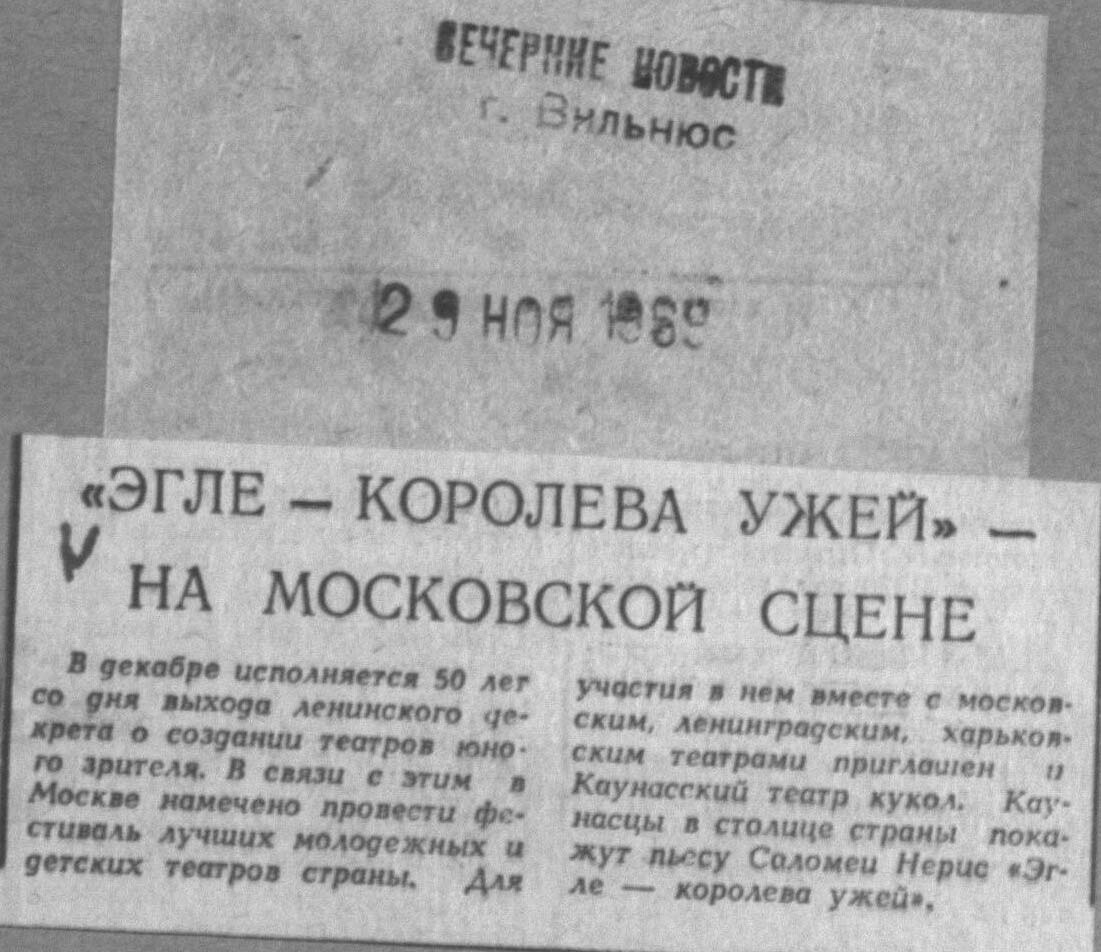 ВЕЧЕРНИЕ НОВОСТИ
г. Вильнюс
29 НОЯ 1969
«ЭГЛЕ — КОРОЛЕВА УЖЕЙ» —
НА МОСКОВСКОЙ СЦЕНЕ
В декабре исполняется 50 лет
со дня выхода ленинского де-
крета о создании театров юно-
го зрителя. В связи с этим в
Москве намечено провести фе-
стиваль лучших молодежных и
детских театров страны. Для
участия в нем вместе с москов-
ским, ленинградским, харьков-
ским театрами приглашен и
Каунасский театр кукол. Кау-
насцы в столице страны пока-
жут пьесу Саломеи Нерис «Эг-
ле — королева ужей».